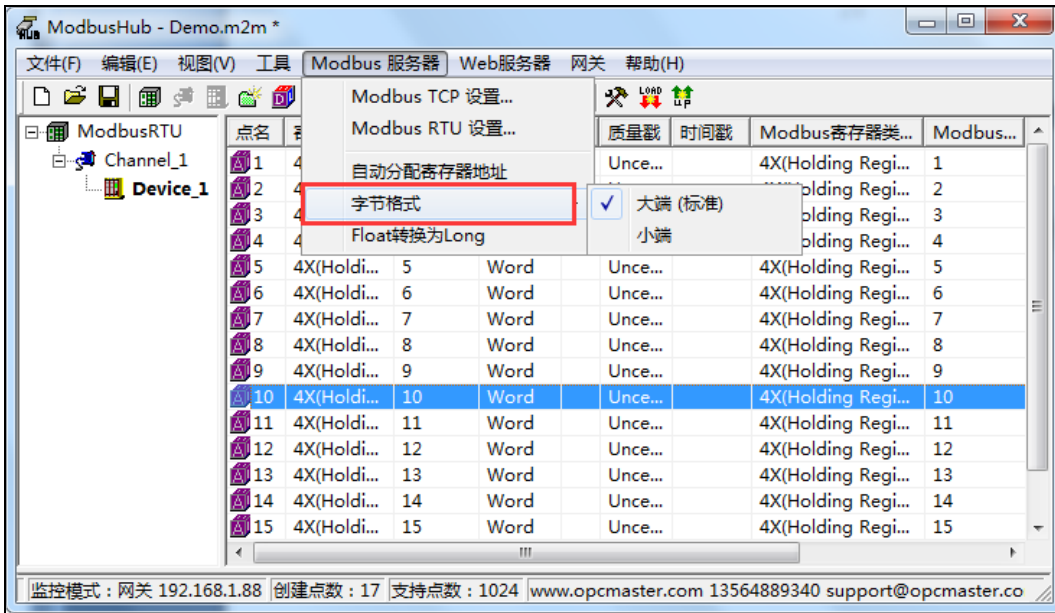 ModbusHub - Demo.m2m *
文件(F) 编辑(E) 视图(V) 工具 Modbus 服务器 Web服务器 网关 帮助(H)
Modbus TCP 设置...
Modbus RTU 设置...
自动分配寄存器地址
字节格式
Float转换为Long
大端 (标准)
小端
ModbusRTU
Channel_1
Device_1
点名 质量戳 时间戳 Modbus寄存器类... Modbus...
1 4 Unce... 4X(Holding Regi... 1
2 4 2
3 4 3
4 4 4
5 4X(Holdi... 5 Word Unce... 4X(Holding Regi... 5
6 4X(Holdi... 6 Word Unce... 4X(Holding Regi... 6
7 4X(Holdi... 7 Word Unce... 4X(Holding Regi... 7
8 4X(Holdi... 8 Word Unce... 4X(Holding Regi... 8
9 4X(Holdi... 9 Word Unce... 4X(Holding Regi... 9
10 4X(Holdi... 10 Word Unce... 4X(Holding Regi... 10
11 4X(Holdi... 11 Word Unce... 4X(Holding Regi... 11
12 4X(Holdi... 12 Word Unce... 4X(Holding Regi... 12
13 4X(Holdi... 13 Word Unce... 4X(Holding Regi... 13
14 4X(Holdi... 14 Word Unce... 4X(Holding Regi... 14
15 4X(Holdi... 15 Word Unce... 4X(Holding Regi... 15
监控模式：网关 192.168.1.88 创建点数：17 支持点数：1024 www.opcmaster.com 13564889340 support@opcmaster.co